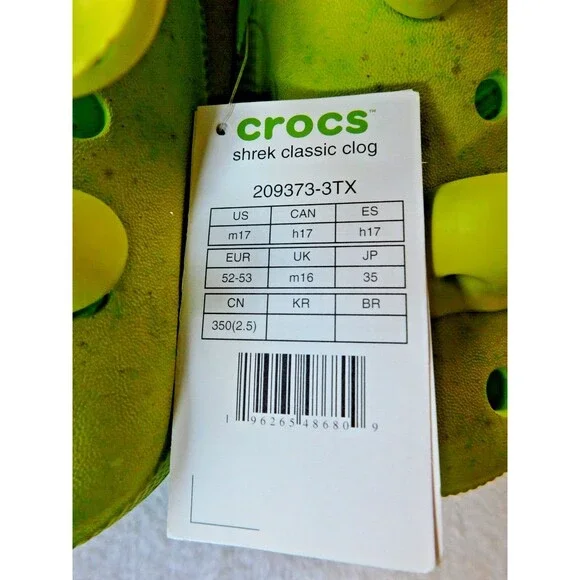 crocs™
shrek classic clog
209373-3TX
US CAN ES
m17 h17 h17
EUR UK JP
52-53 m16 35
CN KR BR
350(2.5)
1 96265 48680 9